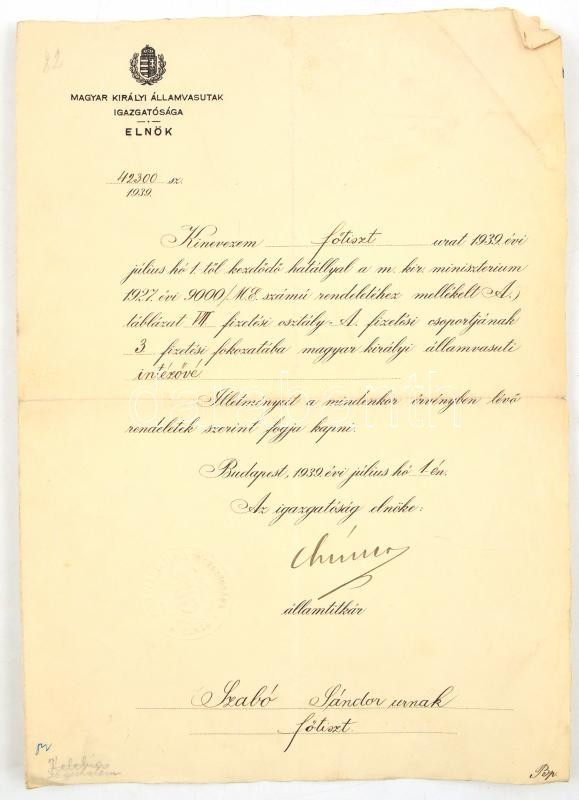 82
MAGYAR KIRÁLYI ÁLLAMVASUTAK
IGAZGATÓSÁGA
ELNÖK
42300 sz.
1939.
Kinevezem főtiszt urat 1939. évi
július hó 1.-től kezdődő hatállyal a m. kir. minisztérium
1927. évi 9000/M.E. számú rendeletéhez mellékelt A.)
táblázat VIII fizetési osztály A. fizetési csoportjának
3 fizetési fokozatába magyar királyi államvasuti
intézővé
Illetményeit a mindenkor érvényben lévő
rendeletek szerint fogja kapni.
Budapest, 1939. évi július hó 1-én.
Az igazgatóság elnöke:
államtitkár
Szabó Sándor urnak
főtiszt.
Kelebia
Pép.